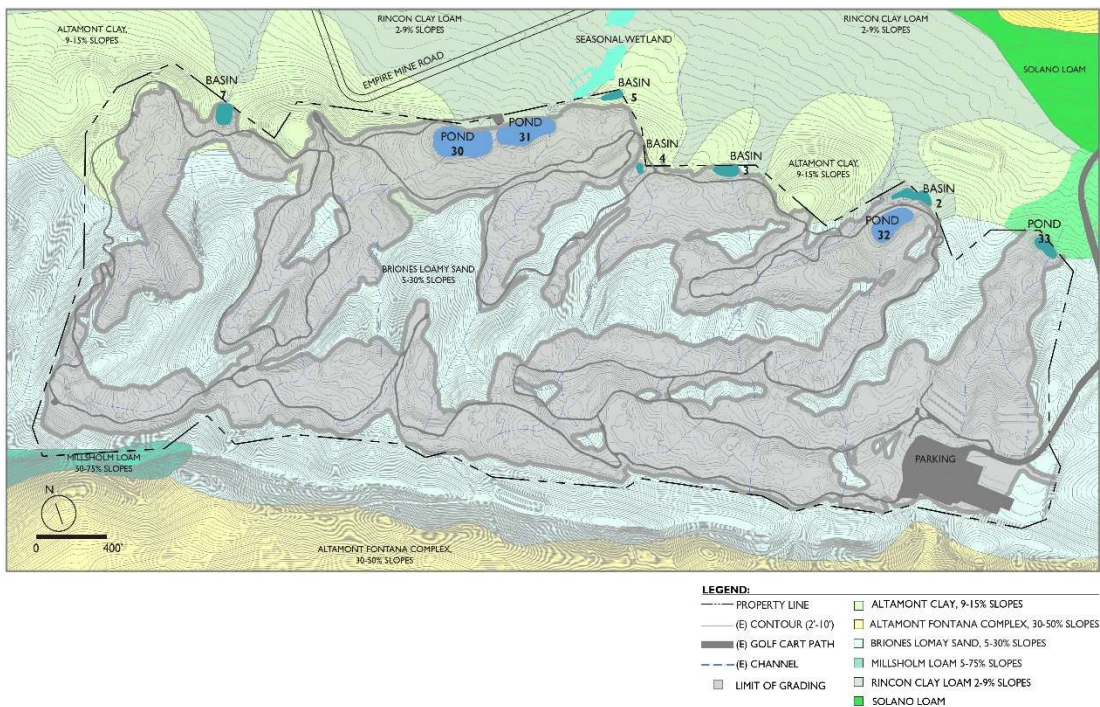 RINCON CLAY LOAM
2-9% SLOPES
RINCON CLAY LOAM
2-9% SLOPES
ALTAMONT CLAY,
9-15% SLOPES
SEASONAL WETLAND
SOLANO LOAM
EMPIRE MINE ROAD
BASIN
7
BASIN
5
POND
30
POND
31
BASIN
4
BASIN
3
ALTAMONT CLAY,
9-15% SLOPES
BASIN
2
POND
32
POND
33
BRIONES LOAMY SAND,
5-30% SLOPES
MILLSHOLM LOAM
50-75% SLOPES
PARKING
N
0 400'
ALTAMONT FONTANA COMPLEX,
30-50% SLOPES
LEGEND:
PROPERTY LINE
(E) CONTOUR (2'-10')
(E) GOLF CART PATH
(E) CHANNEL
LIMIT OF GRADING
ALTAMONT CLAY, 9-15% SLOPES
ALTAMONT FONTANA COMPLEX, 30-50% SLOPES
BRIONES LOMAY SAND, 5-30% SLOPES
MILLSHOLM LOAM 5-75% SLOPES
RINCON CLAY LOAM 2-9% SLOPES
SOLANO LOAM